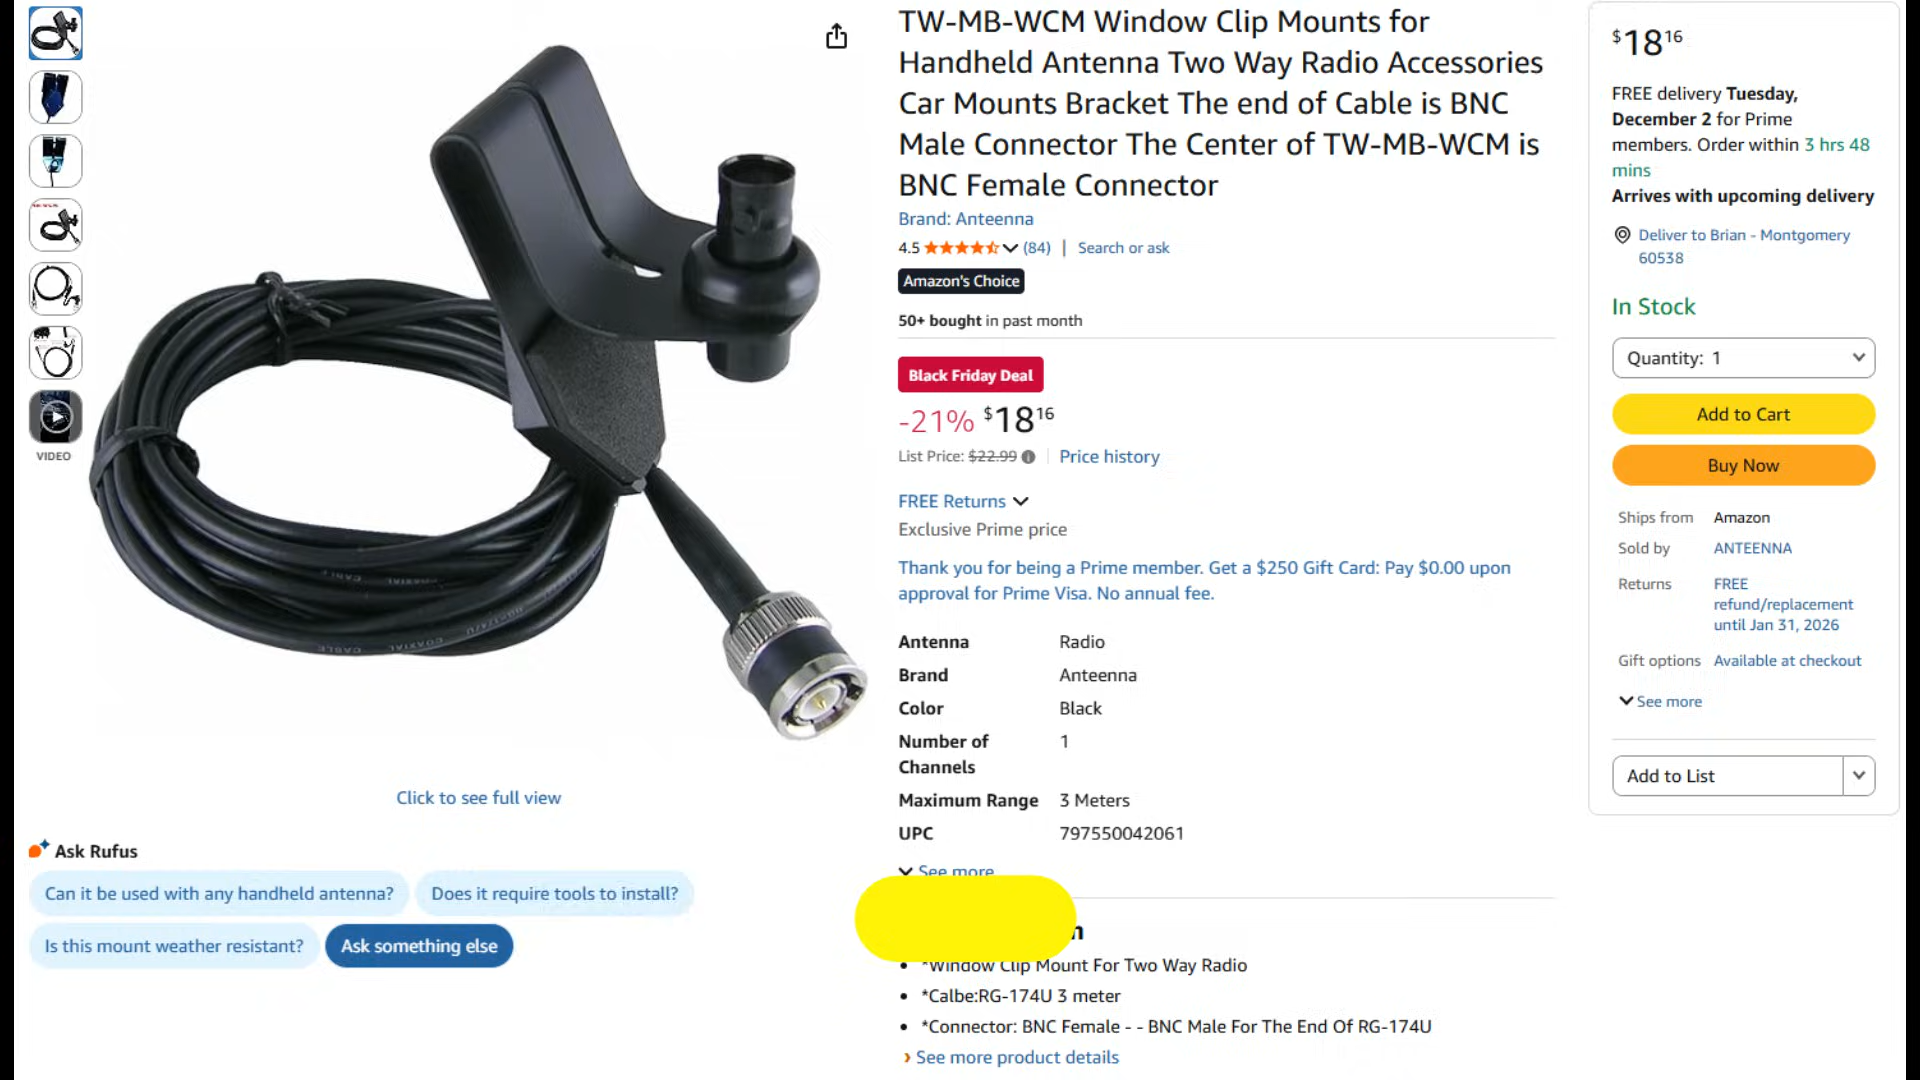 TW-MB-WCM Window Clip Mounts for
Handheld Antenna Two Way Radio Accessories
Car Mounts Bracket The end of Cable is BNC
Male Connector The Center of TW-MB-WCM is
BNC Female Connector
Brand: Anteenna
4.5 (84) | Search or ask
Amazon's Choice
50+ bought in past month
Black Friday Deal
-21% $18 16
List Price: $22.99 | Price history
FREE Returns
Exclusive Prime price
Thank you for being a Prime member. Get a $250 Gift Card: Pay $0.00 upon
approval for Prime Visa. No annual fee.
Antenna Radio
Brand Anteenna
Color Black
Number of 1
Channels
Maximum Range 3 Meters
UPC 797550042061
See more
*Window Clip Mount For Two Way Radio
*Calbe:RG-174U 3 meter
*Connector: BNC Female - - BNC Male For The End Of RG-174U
› See more product details
VIDEO
CABLE COAXIAL
CABLE COAXIAL
Click to see full view
Ask Rufus
Can it be used with any handheld antenna?
Does it require tools to install?
Is this mount weather resistant?
Ask something else
$18 16
FREE delivery Tuesday,
December 2 for Prime
members. Order within 3 hrs 48
mins
Arrives with upcoming delivery
Deliver to Brian - Montgomery
60538
In Stock
Quantity: 1
Add to Cart
Buy Now
Ships from Amazon
Sold by ANTEENNA
Returns FREE
refund/replacement
until Jan 31, 2026
Gift options Available at checkout
See more
Add to List